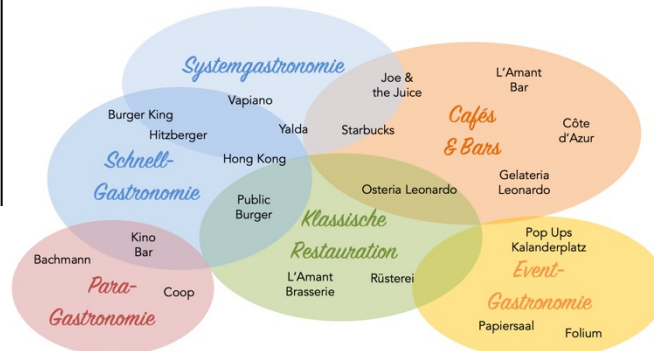 Systemgastronomie
Joe &
the Juice
L'Amant
Bar
Vapiano
Burger King
Hitzberger
Yalda
Starbucks
Cafés
& Bars
Côte
d'Azur
Schnell-
Gastronomie
Hong Kong
Gelateria
Leonardo
Osteria Leonardo
Public
Burger
Klassische
Restauration
Kino
Bar
Bachmann
Para-
Gastronomie
Coop
L'Amant
Brasserie
Rüsterei
Pop Ups
Kalanderplatz
Event-
Gastronomie
Papiersaal
Folium